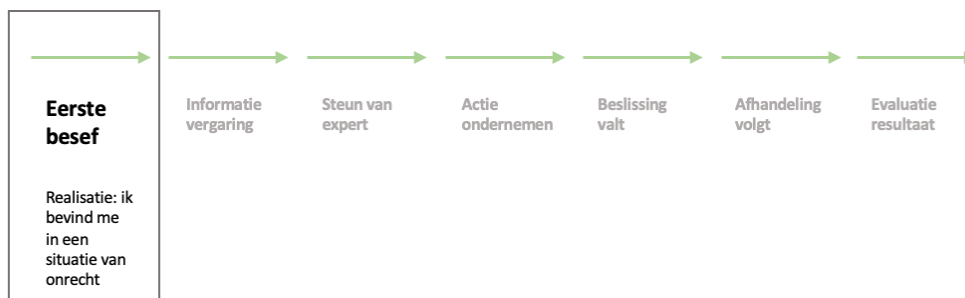 Eerste
besef
Informatie
vergaring
Steun van
expert
Actie
ondernemen
Beslissing
valt
Afhandeling
volgt
Evaluatie
resultaat
Realisatie: ik
bevind me
in een
situatie van
onrecht